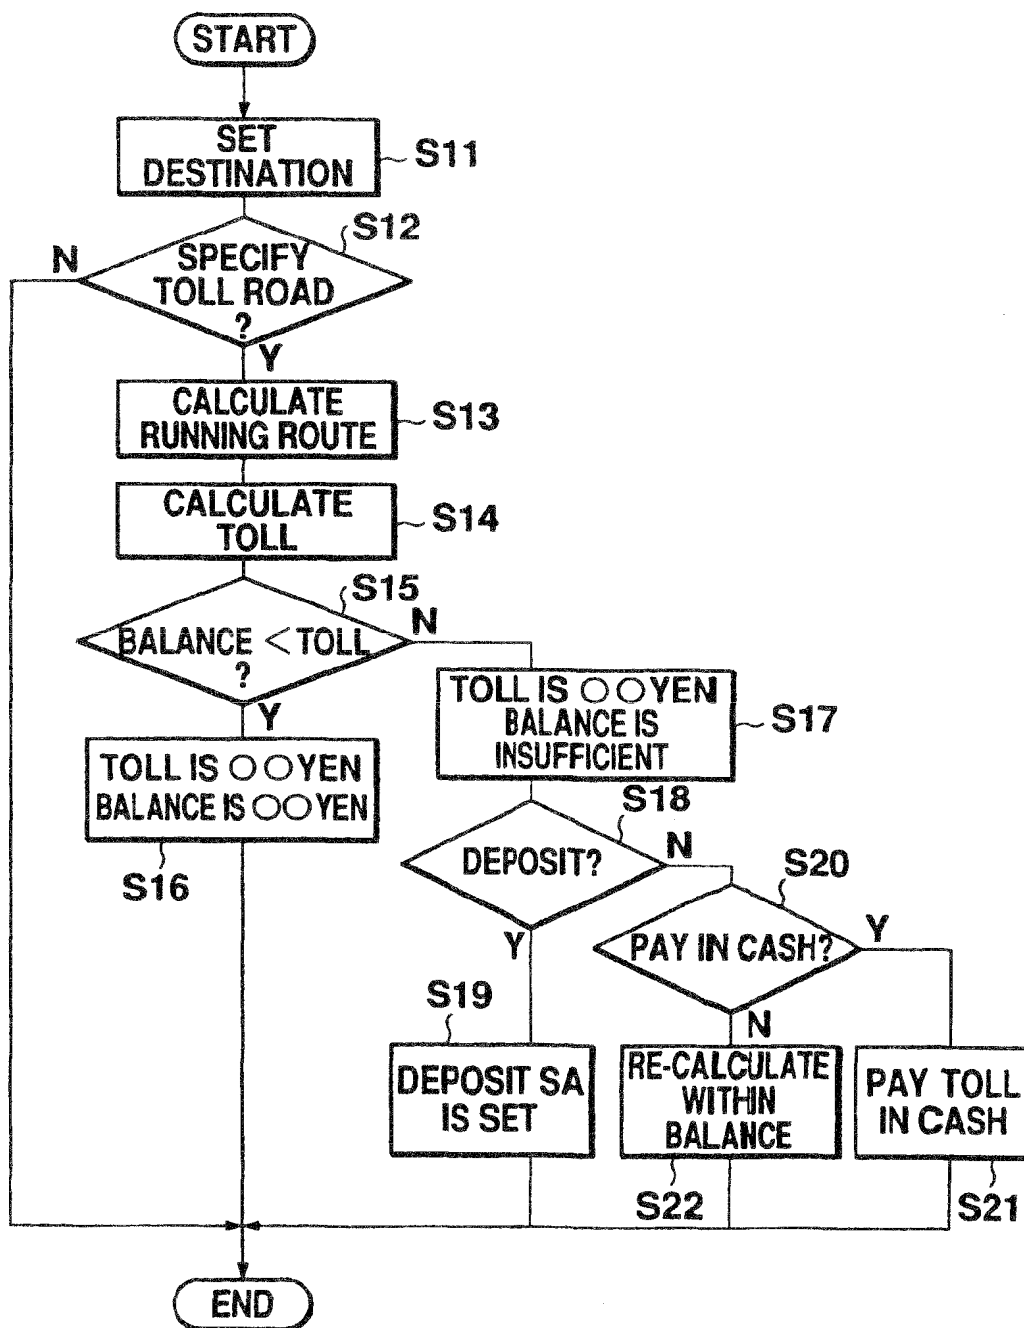 START
SET
DESTINATION
S11
S12
N
SPECIFY
TOLL ROAD
?
Y
CALCULATE
RUNNING ROUTE
S13
CALCULATE
TOLL
S14
S15
N
BALANCE < TOLL
?
Y
TOLL IS ○○ YEN
BALANCE IS ○○ YEN
S16
TOLL IS ○○ YEN
BALANCE IS
INSUFFICIENT
S17
S18
DEPOSIT?
N
Y
S20
PAY IN CASH?
Y
N
S19
DEPOSIT SA
IS SET
RE-CALCULATE
WITHIN
BALANCE
S22
PAY TOLL
IN CASH
S21
END